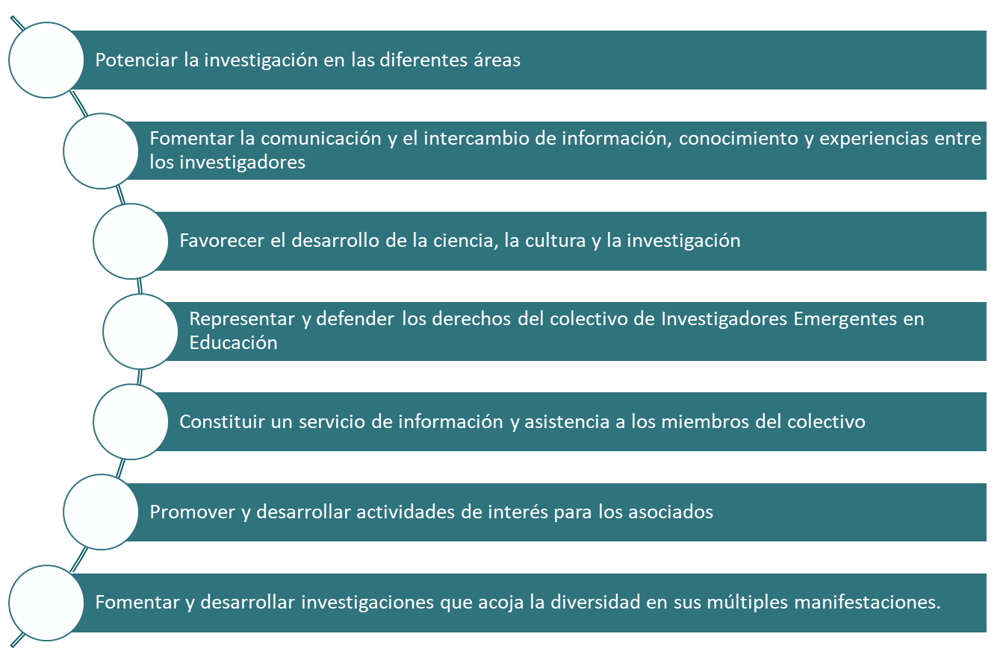 Potenciar la investigación en las diferentes áreas
Fomentar la comunicación y el intercambio de información, conocimiento y experiencias entre
los investigadores
Favorecer el desarrollo de la ciencia, la cultura y la investigación
Representar y defender los derechos del colectivo de Investigadores Emergentes en
Educación
Constituir un servicio de información y asistencia a los miembros del colectivo
Promover y desarrollar actividades de interés para los asociados
Fomentar y desarrollar investigaciones que acoja la diversidad en sus múltiples manifestaciones.